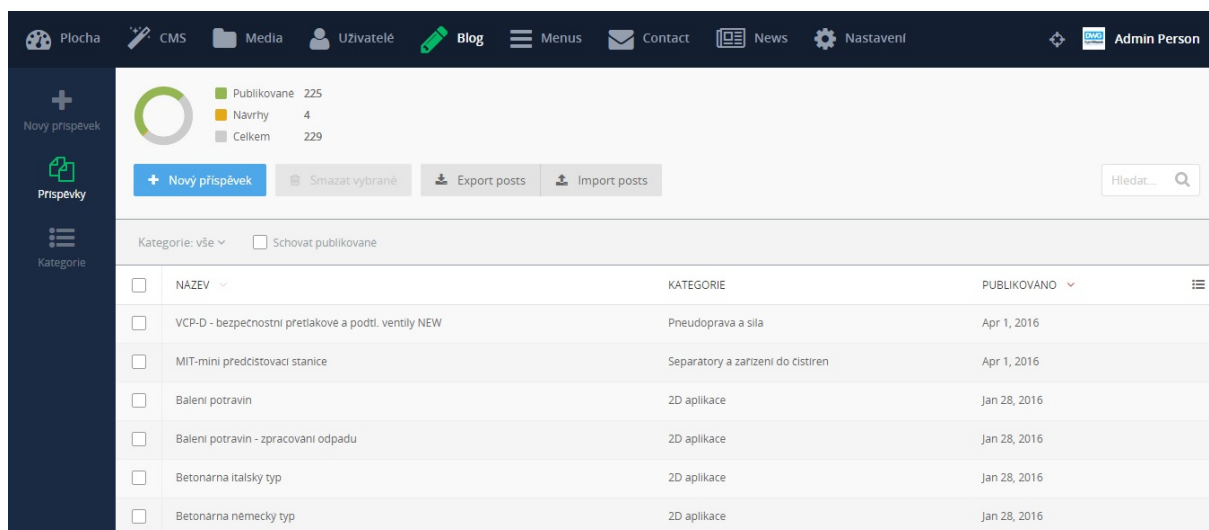 Plocha CMS Media Uživatelé Blog Menus Contact News Nastavení Admin Person
Nový příspěvek
Příspěvky
Kategorie
Publikované 225
Návrhy 4
Celkem 229
Nový příspěvek Smazat vybrané Export posts Import posts Hledat...
Kategorie: vše Schovat publikované
NÁZEV KATEGORIE PUBLIKOVÁNO
VCP-D - bezpečnostní přetlakové a podtl. ventily NEW Pneudoprava a sila Apr 1, 2016
MIT-mini předčišťovací stanice Separátory a zařízení do čistíren Apr 1, 2016
Balení potravin 2D aplikace Jan 28, 2016
Balení potravin - zpracování odpadu 2D aplikace Jan 28, 2016
Betonárna italský typ 2D aplikace Jan 28, 2016
Betonárna německý typ 2D aplikace Jan 28, 2016